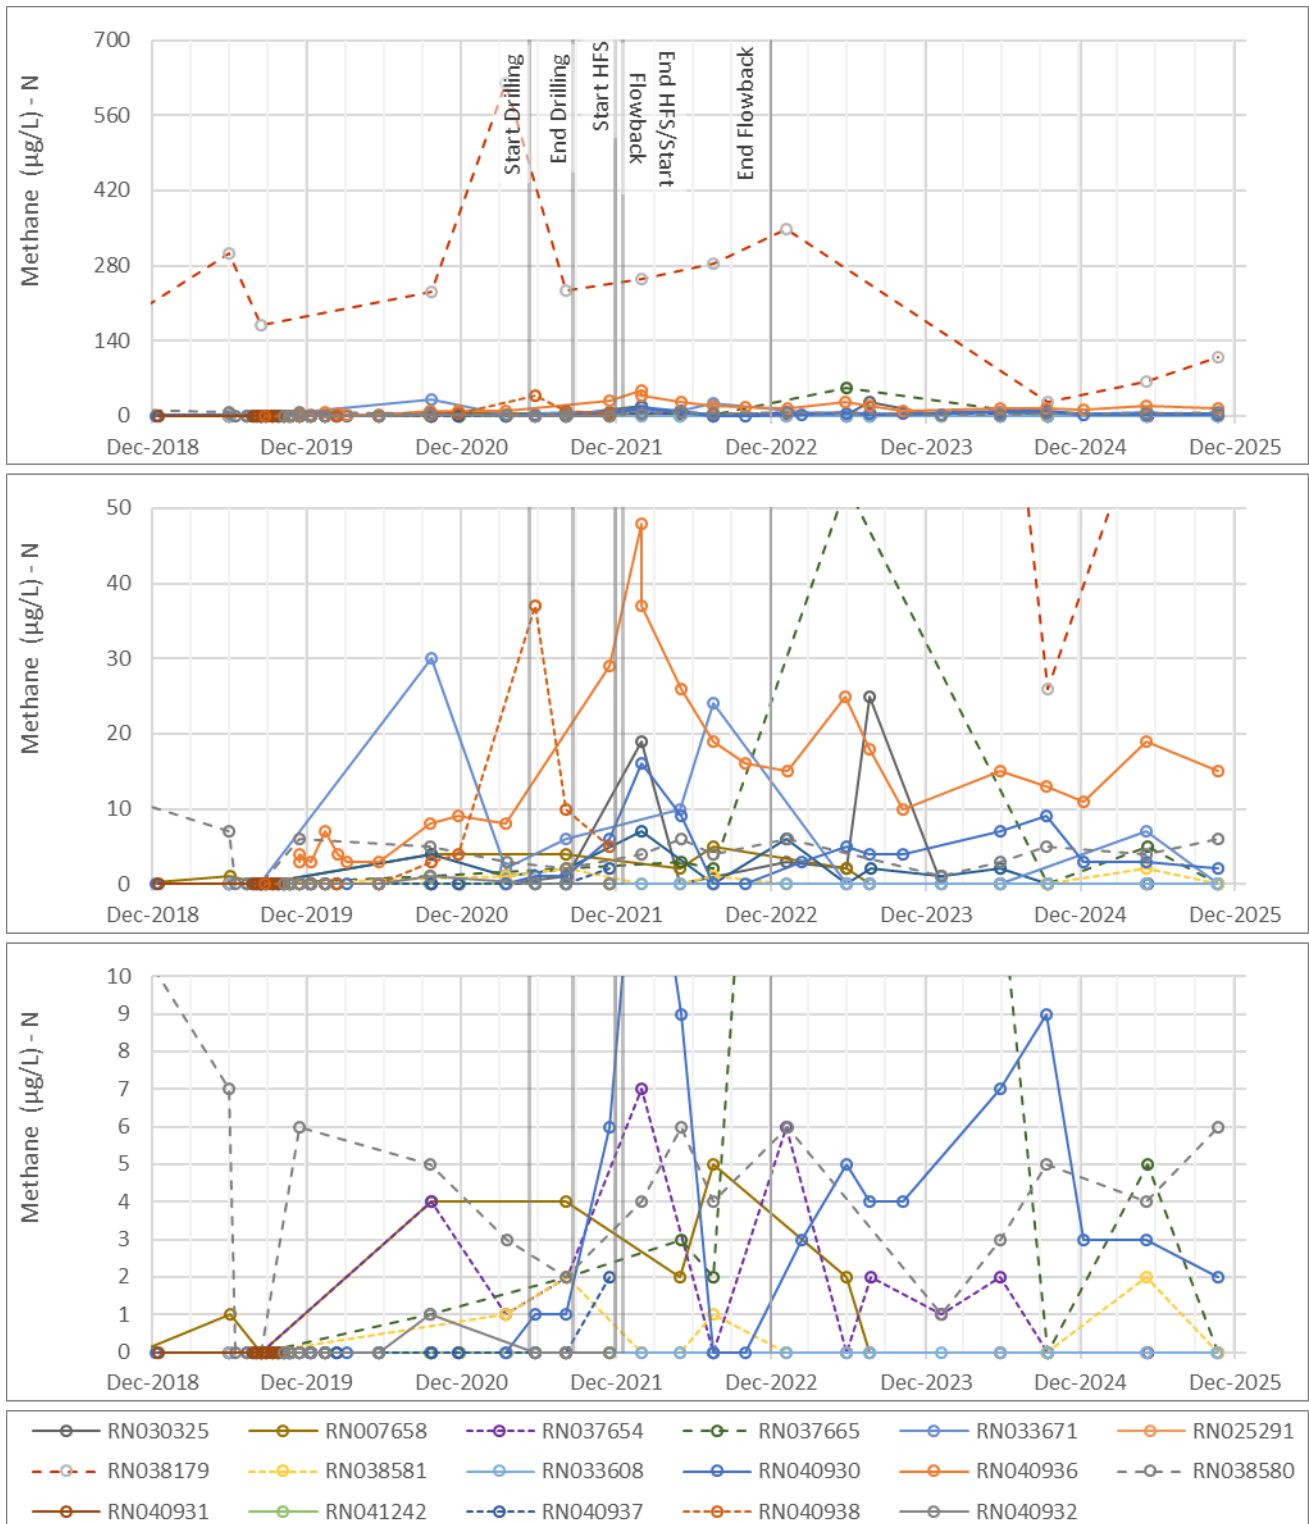 Methane (µg/L) - N
700
560
420
280
140
0
Start Drilling
End Drilling
Start HFS
End HFS/Start
Flowback
End Flowback
Dec-2018 Dec-2019 Dec-2020 Dec-2021 Dec-2022 Dec-2023 Dec-2024 Dec-2025
Methane (µg/L) - N
50
40
30
20
10
0
Dec-2018 Dec-2019 Dec-2020 Dec-2021 Dec-2022 Dec-2023 Dec-2024 Dec-2025
Methane (µg/L) - N
10
9
8
7
6
5
4
3
2
1
0
Dec-2018 Dec-2019 Dec-2020 Dec-2021 Dec-2022 Dec-2023 Dec-2024 Dec-2025
RN030325 RN007658 RN037654 RN037665 RN033671 RN025291
RN038179 RN038581 RN033608 RN040930 RN040936 RN038580
RN040931 RN041242 RN040937 RN040938 RN040932